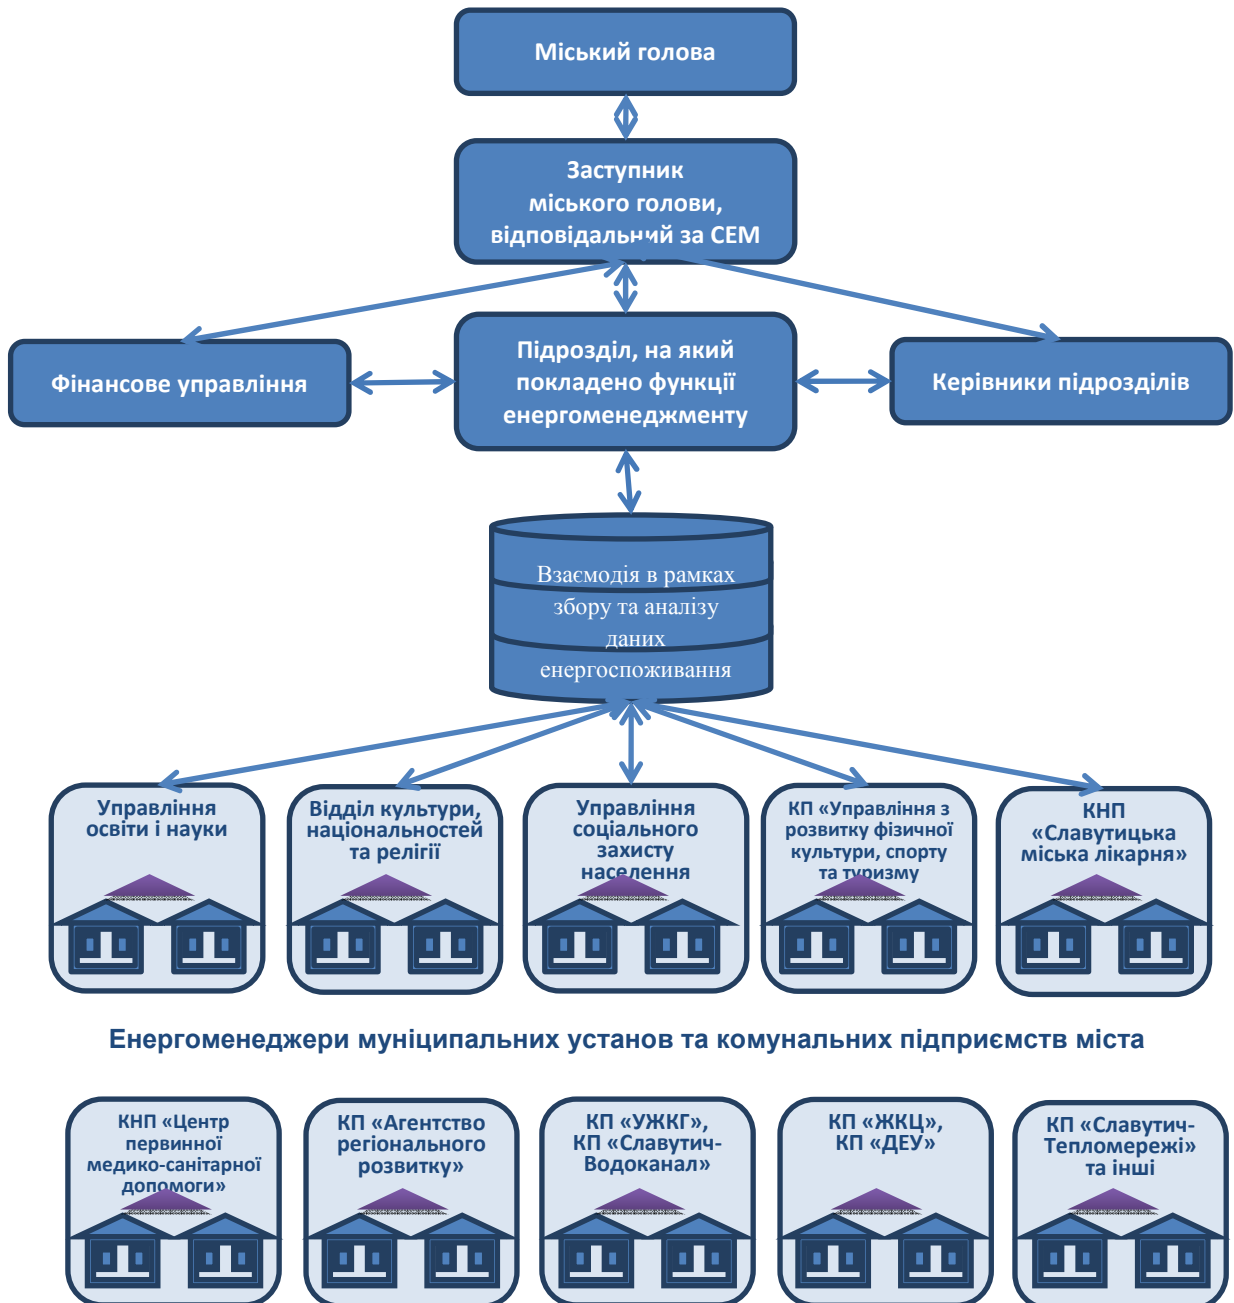 Міський голова
Заступник
міського голови,
відповідальний за СЕМ
Фінансове управління
Підрозділ, на який
покладено функції
енергоменеджменту
Керівники підрозділів
Взаємодія в рамках
збору та аналізу
даних
енергоспоживання
Управління
освіти і науки
Відділ культури,
національностей
та релігії
Управління
соціального
захисту
населення
КП «Управління з
розвитку фізичної
культури, спорту
та туризму
КНП
«Славутицька
міська лікарня»
Енергоменеджери муніципальних установ та комунальних підприємств міста
КНП «Центр
первинної
медико-санітарної
допомоги»
КП «Агентство
регіонального
розвитку»
КП «УЖКГ»,
КП «Славутич-
Водоканал»
КП «ЖКЦ»,
КП «ДЕУ»
КП «Славутич-
Тепломережі»
та інші